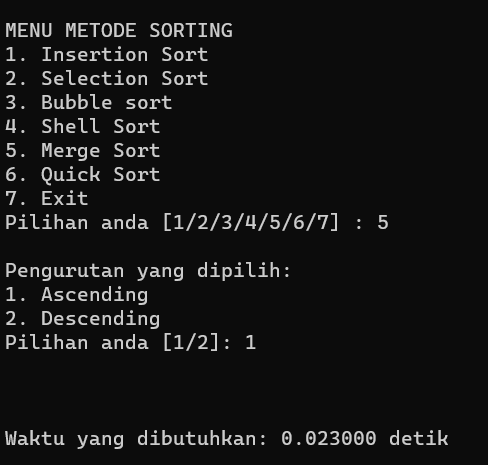 MENU METODE SORTING
1. Insertion Sort
2. Selection Sort
3. Bubble sort
4. Shell Sort
5. Merge Sort
6. Quick Sort
7. Exit
Pilihan anda [1/2/3/4/5/6/7] : 5
Pengurutan yang dipilih:
1. Ascending
2. Descending
Pilihan anda [1/2]: 1
Waktu yang dibutuhkan: 0.023000 detik